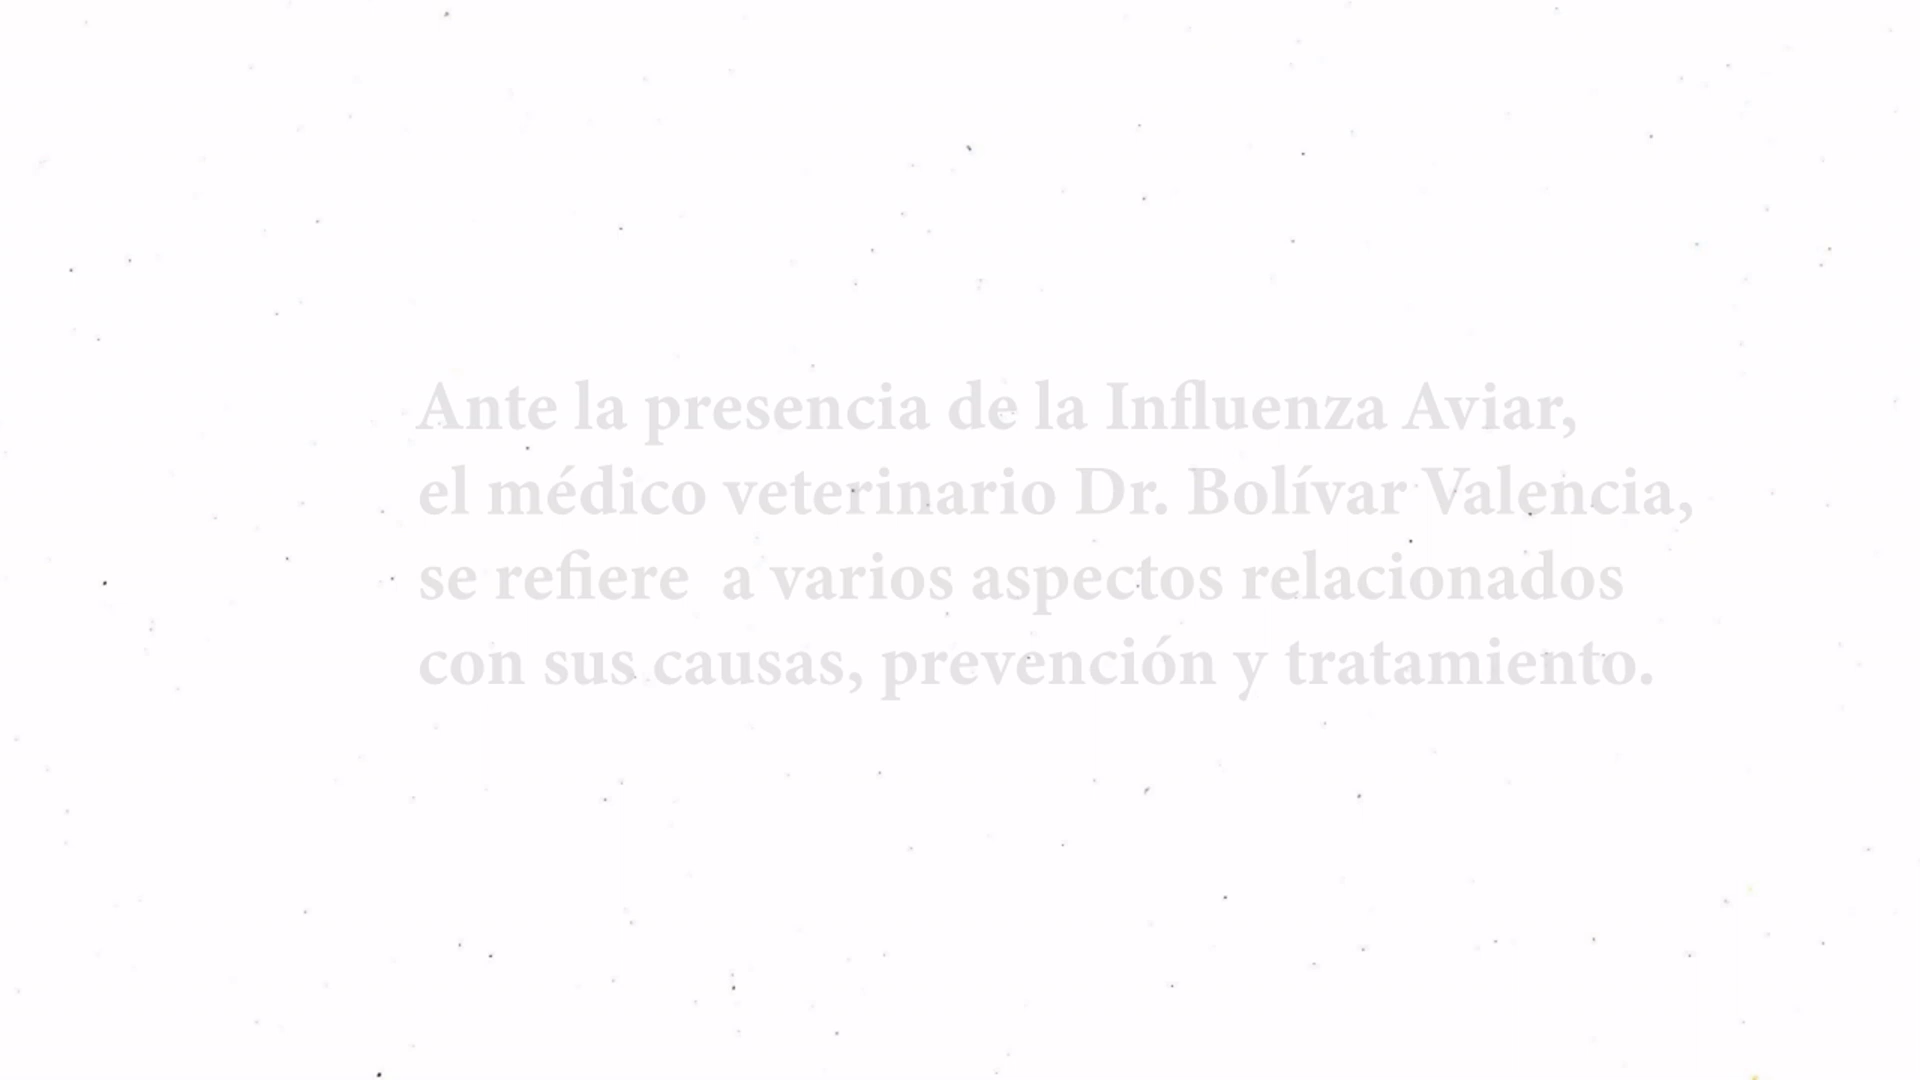 Ante la presencia de la Influenza Aviar,
el médico veterinario Dr. Bolívar Valencia,
se refiere  a varios aspectos relacionados
con sus causas, prevención y tratamiento.